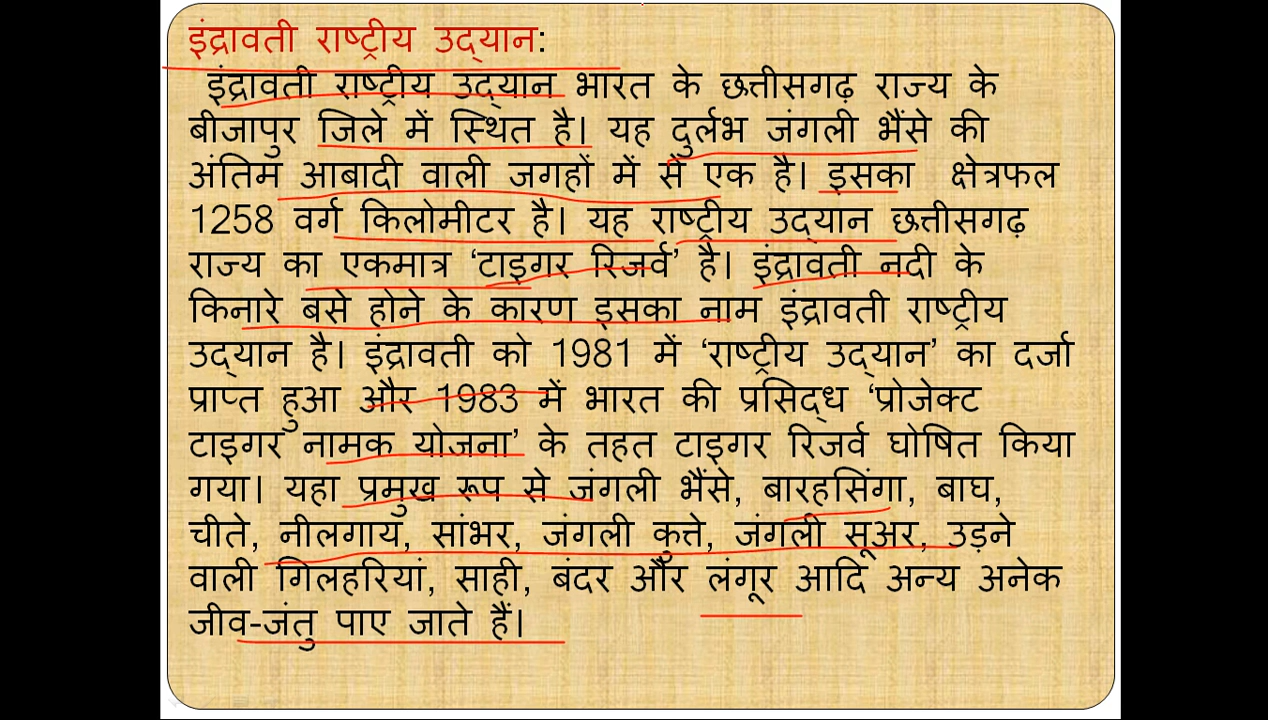 इंद्रावती राष्ट्रीय उद्यान:
इंद्रावती राष्ट्रीय उद्यान भारत के छत्तीसगढ़ राज्य के
बीजापुर जिले में स्थित है। यह दुर्लभ जंगली भैंसे की
अंतिम आबादी वाली जगहों में से एक है। इसका क्षेत्रफल
1258 वर्ग किलोमीटर है। यह राष्ट्रीय उद्यान छत्तीसगढ़
राज्य का एकमात्र ‘टाइगर रिजर्व’ है। इंद्रावती नदी के
किनारे बसे होने के कारण इसका नाम इंद्रावती राष्ट्रीय
उद्यान है। इंद्रावती को 1981 में ‘राष्ट्रीय उद्यान’ का दर्जा
प्राप्त हुआ और 1983 में भारत की प्रसिद्ध ‘प्रोजेक्ट
टाइगर नामक योजना’ के तहत टाइगर रिजर्व घोषित किया
गया। यहा प्रमुख रूप से जंगली भैंसे, बारहसिंगा, बाघ,
चीते, नीलगाय, सांभर, जंगली कुत्ते, जंगली सूअर, उड़ने
वाली गिलहरियां, साही, बंदर और लंगूर आदि अन्य अनेक
जीव-जंतु पाए जाते हैं।